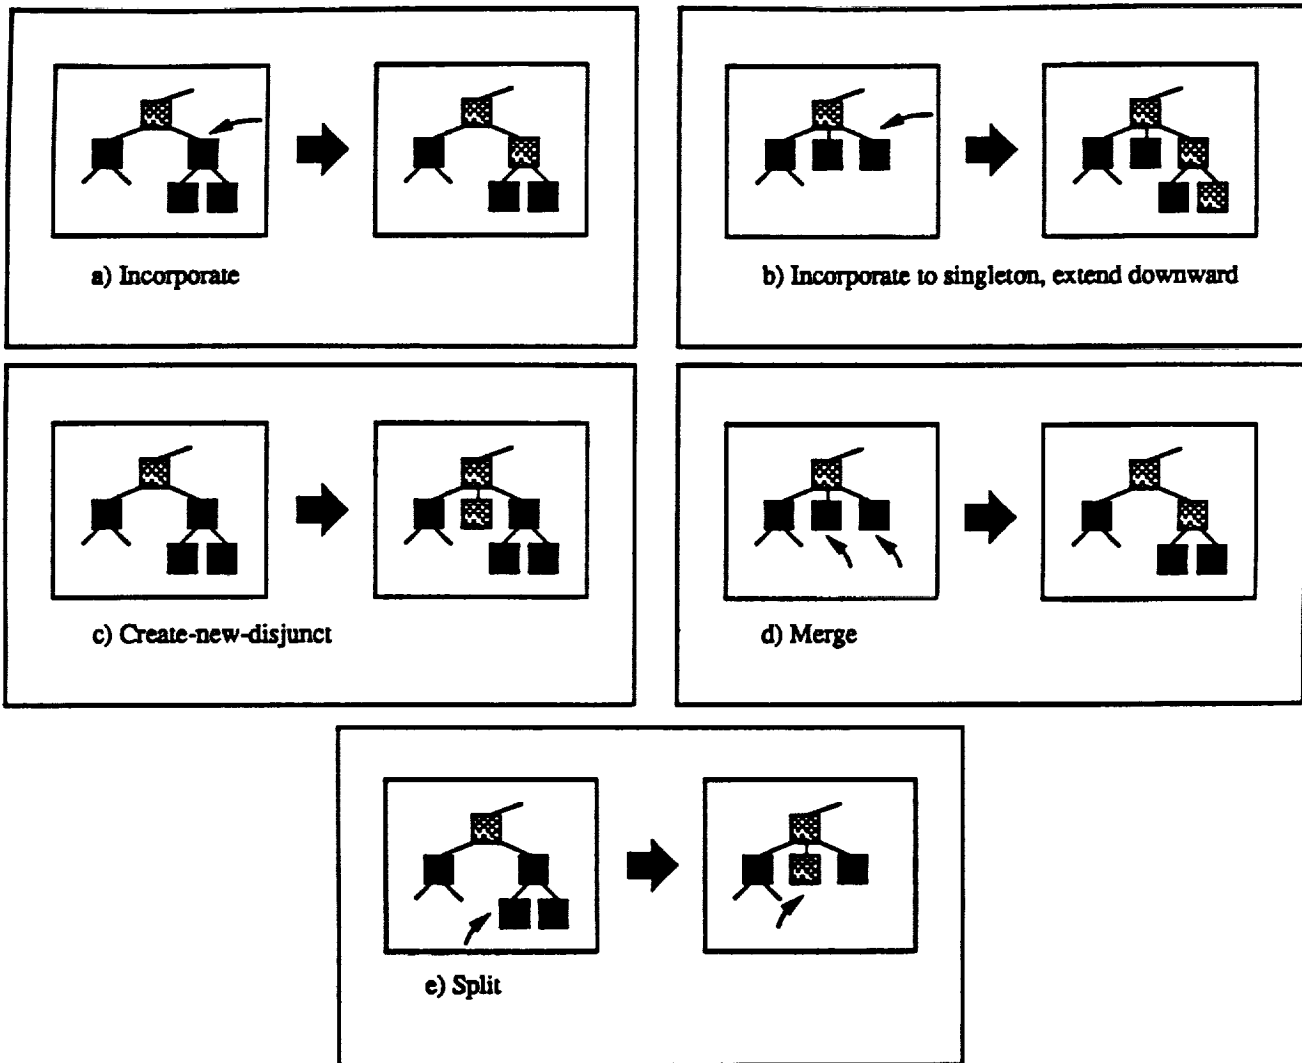 a) Incorporate
b) Incorporate to singleton, extend downward
c) Create-new-disjunct
d) Merge
e) Split